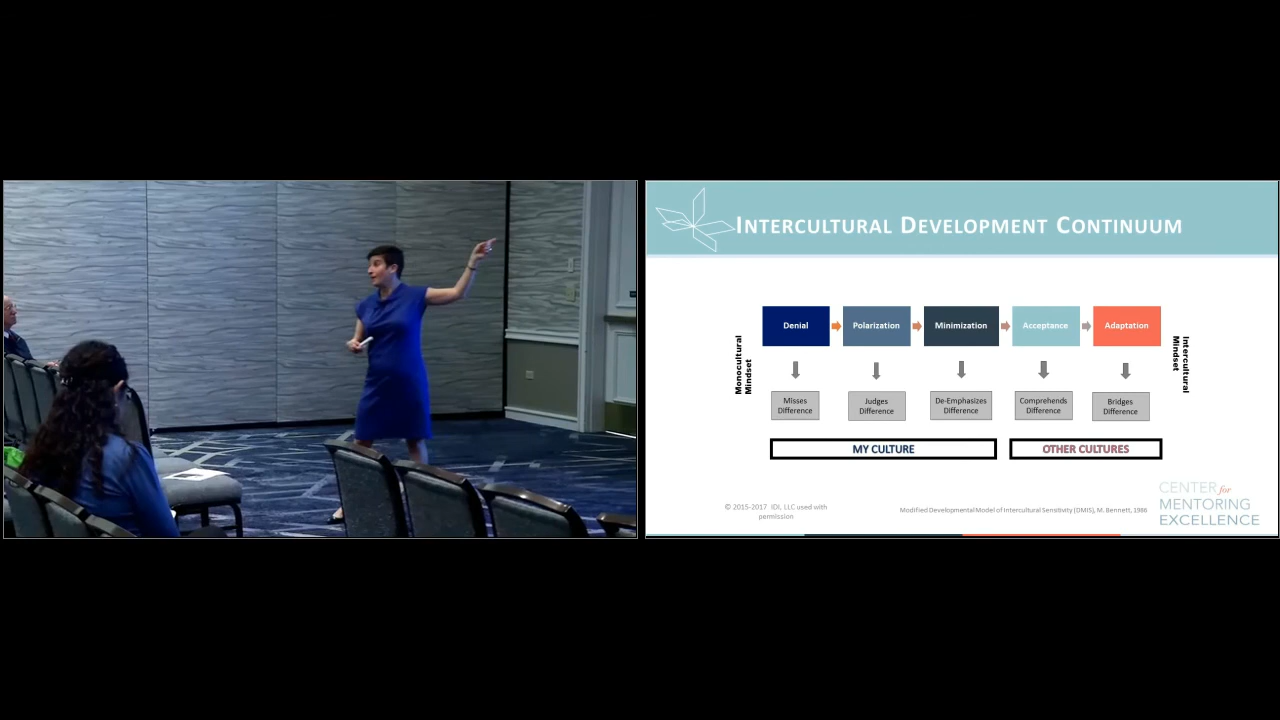 INTERCULTURAL DEVELOPMENT CONTINUUM
Monocultural
Mindset
Denial
Polarization
Minimization
Acceptance
Adaptation
Intercultural
Mindset
Misses
Difference
Judges
Difference
De-Emphasizes
Difference
Comprehends
Difference
Bridges
Difference
MY CULTURE
OTHER CULTURES
© 2015-2017 IDI, LLC used with
permission
Modified Developmental Model of Intercultural Sensitivity (DMIS), M. Bennett, 1986
CENTER for
MENTORING
EXCELLENCE